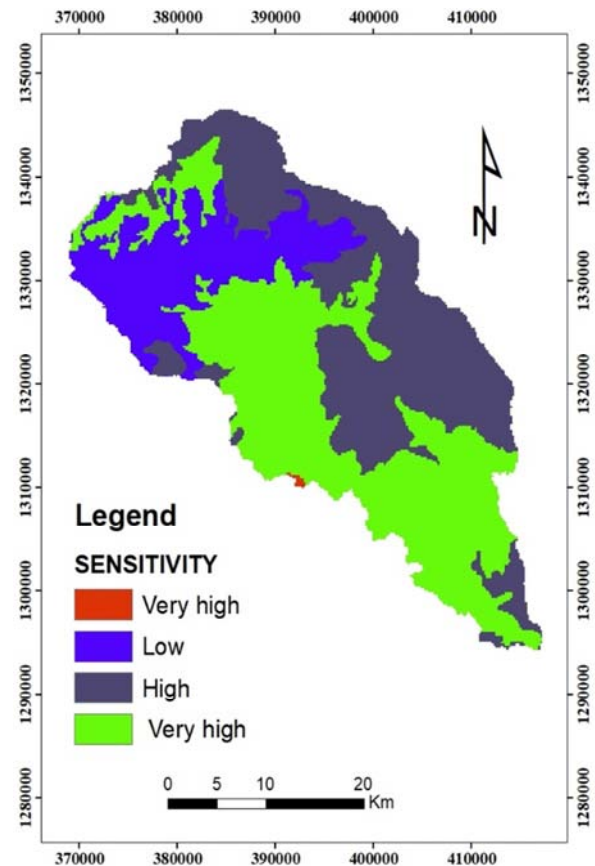 370000 380000 390000 400000 410000
1350000 1350000
1340000 1340000
N
1330000 1330000
1320000 1320000
1310000 1310000
Legend
SENSITIVITY
1300000 1300000
Very high
Low
1290000 1290000
High
Very high
0 5 10 20
Km
1280000 1280000
370000 380000 390000 400000 410000